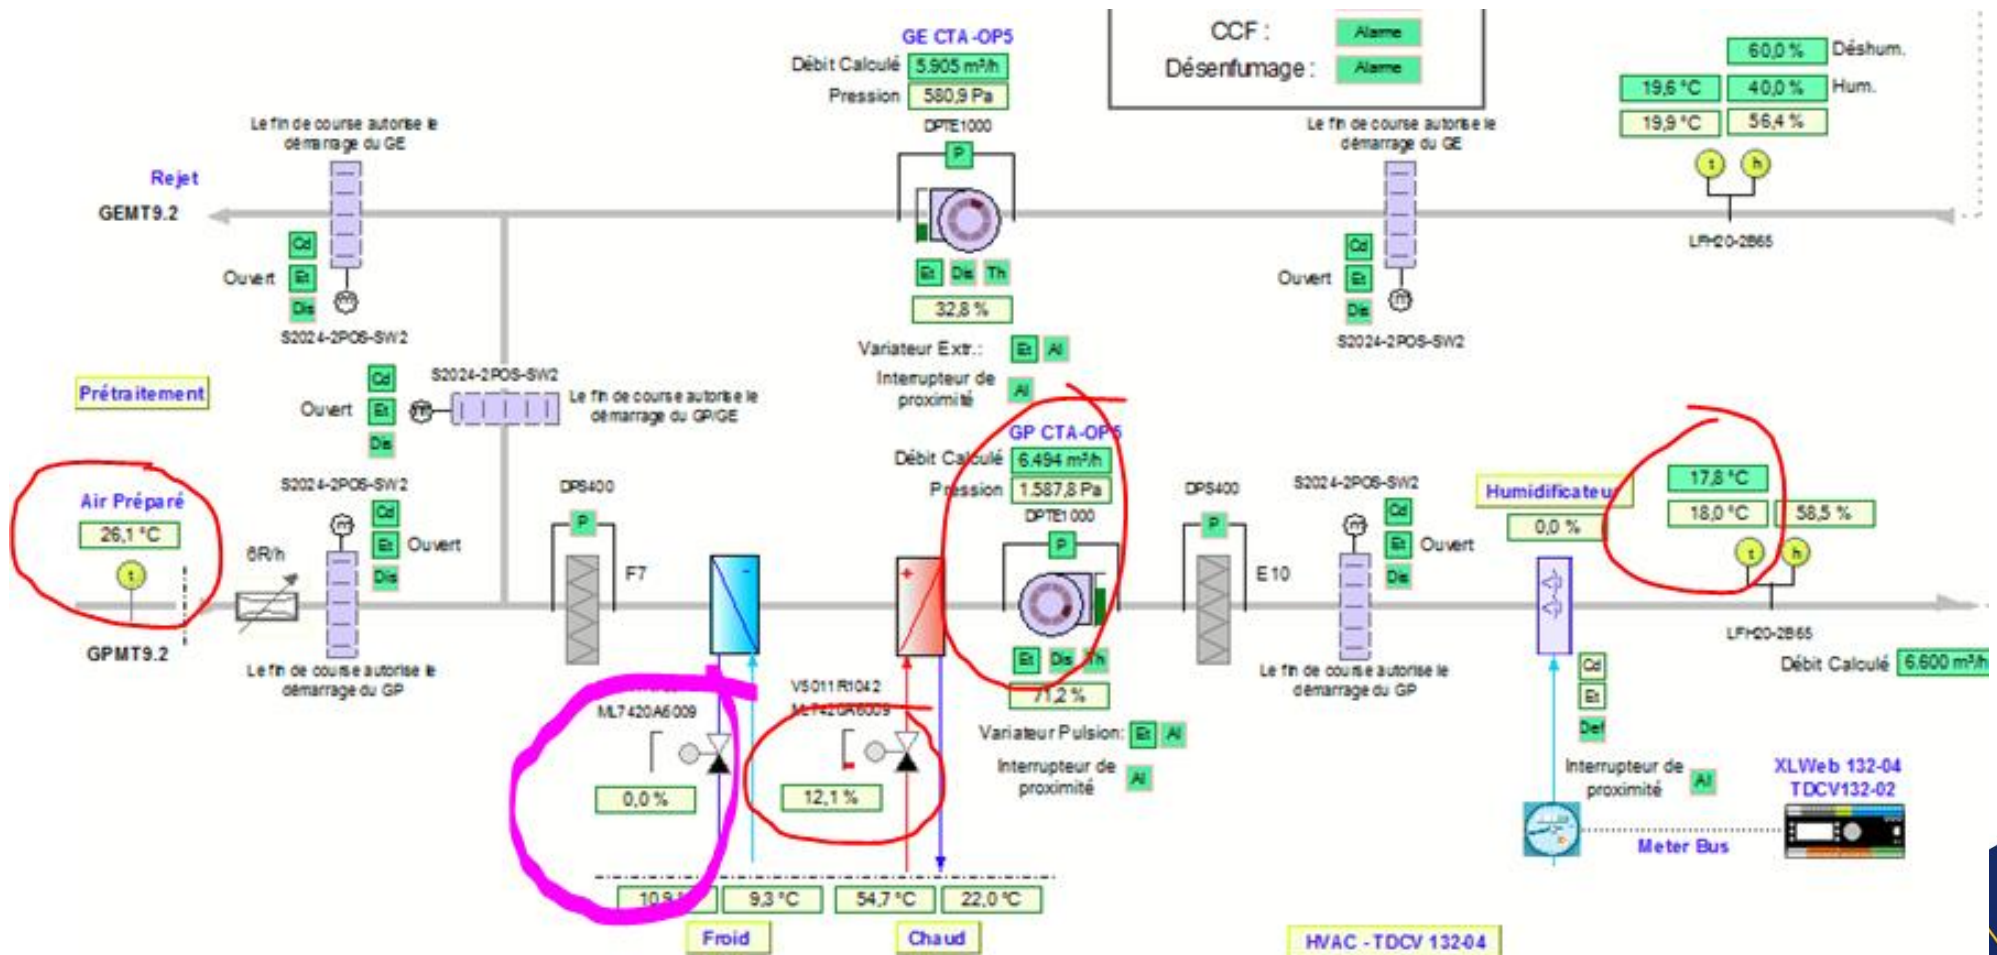 GE CTA-OP5
Débit Calculé 5.905 m³/h
Pression 580,9 Pa
DPTE1000
P
CCF : Alarme
Désenfumage : Alarme
60,0 % Déshum.
19,6 °C 40,0 % Hum.
19,9 °C 56,4 %
t h
LFH20-2B65
Le fin de course autorise le
démarrage du GE
Rejet
GEMT9.2
Cd
Ouvert Et
Dis
S2024-2POS-SW2
Et Dis Th
32,8 %
Variateur Extr.: Et Al
Interrupteur de
proximité Al
Le fin de course autorise le
démarrage du GE
Cd
Ouvert Et
Dis
S2024-2POS-SW2
Prétraitement
Cd
Ouvert Et
Dis
S2024-2POS-SW2
Le fin de course autorise le
démarrage du GP/GE
Air Préparé
26,1 °C
t
GPMT9.2
6R/h
S2024-2POS-SW2
Cd
Et Ouvert
Dis
Le fin de course autorise le
démarrage du GP
DPS400
P
F7
GP CTA-OP5
Débit Calculé 6.494 m³/h
Pression 1.587,8 Pa
DPTE1000
P
Et Dis Th
71,2 %
Variateur Pulsion: Et Al
Interrupteur de
proximité Al
DPS400
P
E10
S2024-2POS-SW2
Cd
Et Ouvert
Dis
Le fin de course autorise le
démarrage du GP
Humidificateur
0,0 %
17,8 °C
18,0 °C 58,5 %
t h
LFH20-2B65
Débit Calculé 6.600 m³/h
Cd
Et
Def
Interrupteur de
proximité Al
XLWeb 132-04
TDCV132-02
Meter Bus
ML7420A6009
0,0 %
VS011R1042
ML7420A6009
12,1 %
- +
10,9 9,3 °C 54,7 °C 22,0 °C
Froid Chaud
HVAC - TDCV 132-04